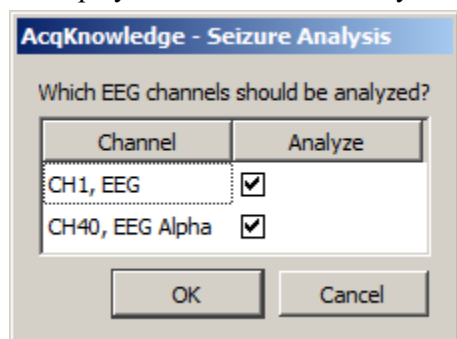 AcqKnowledge - Seizure Analysis
Which EEG channels should be analyzed?
Channel Analyze
CH1, EEG
CH40, EEG Alpha
OK Cancel